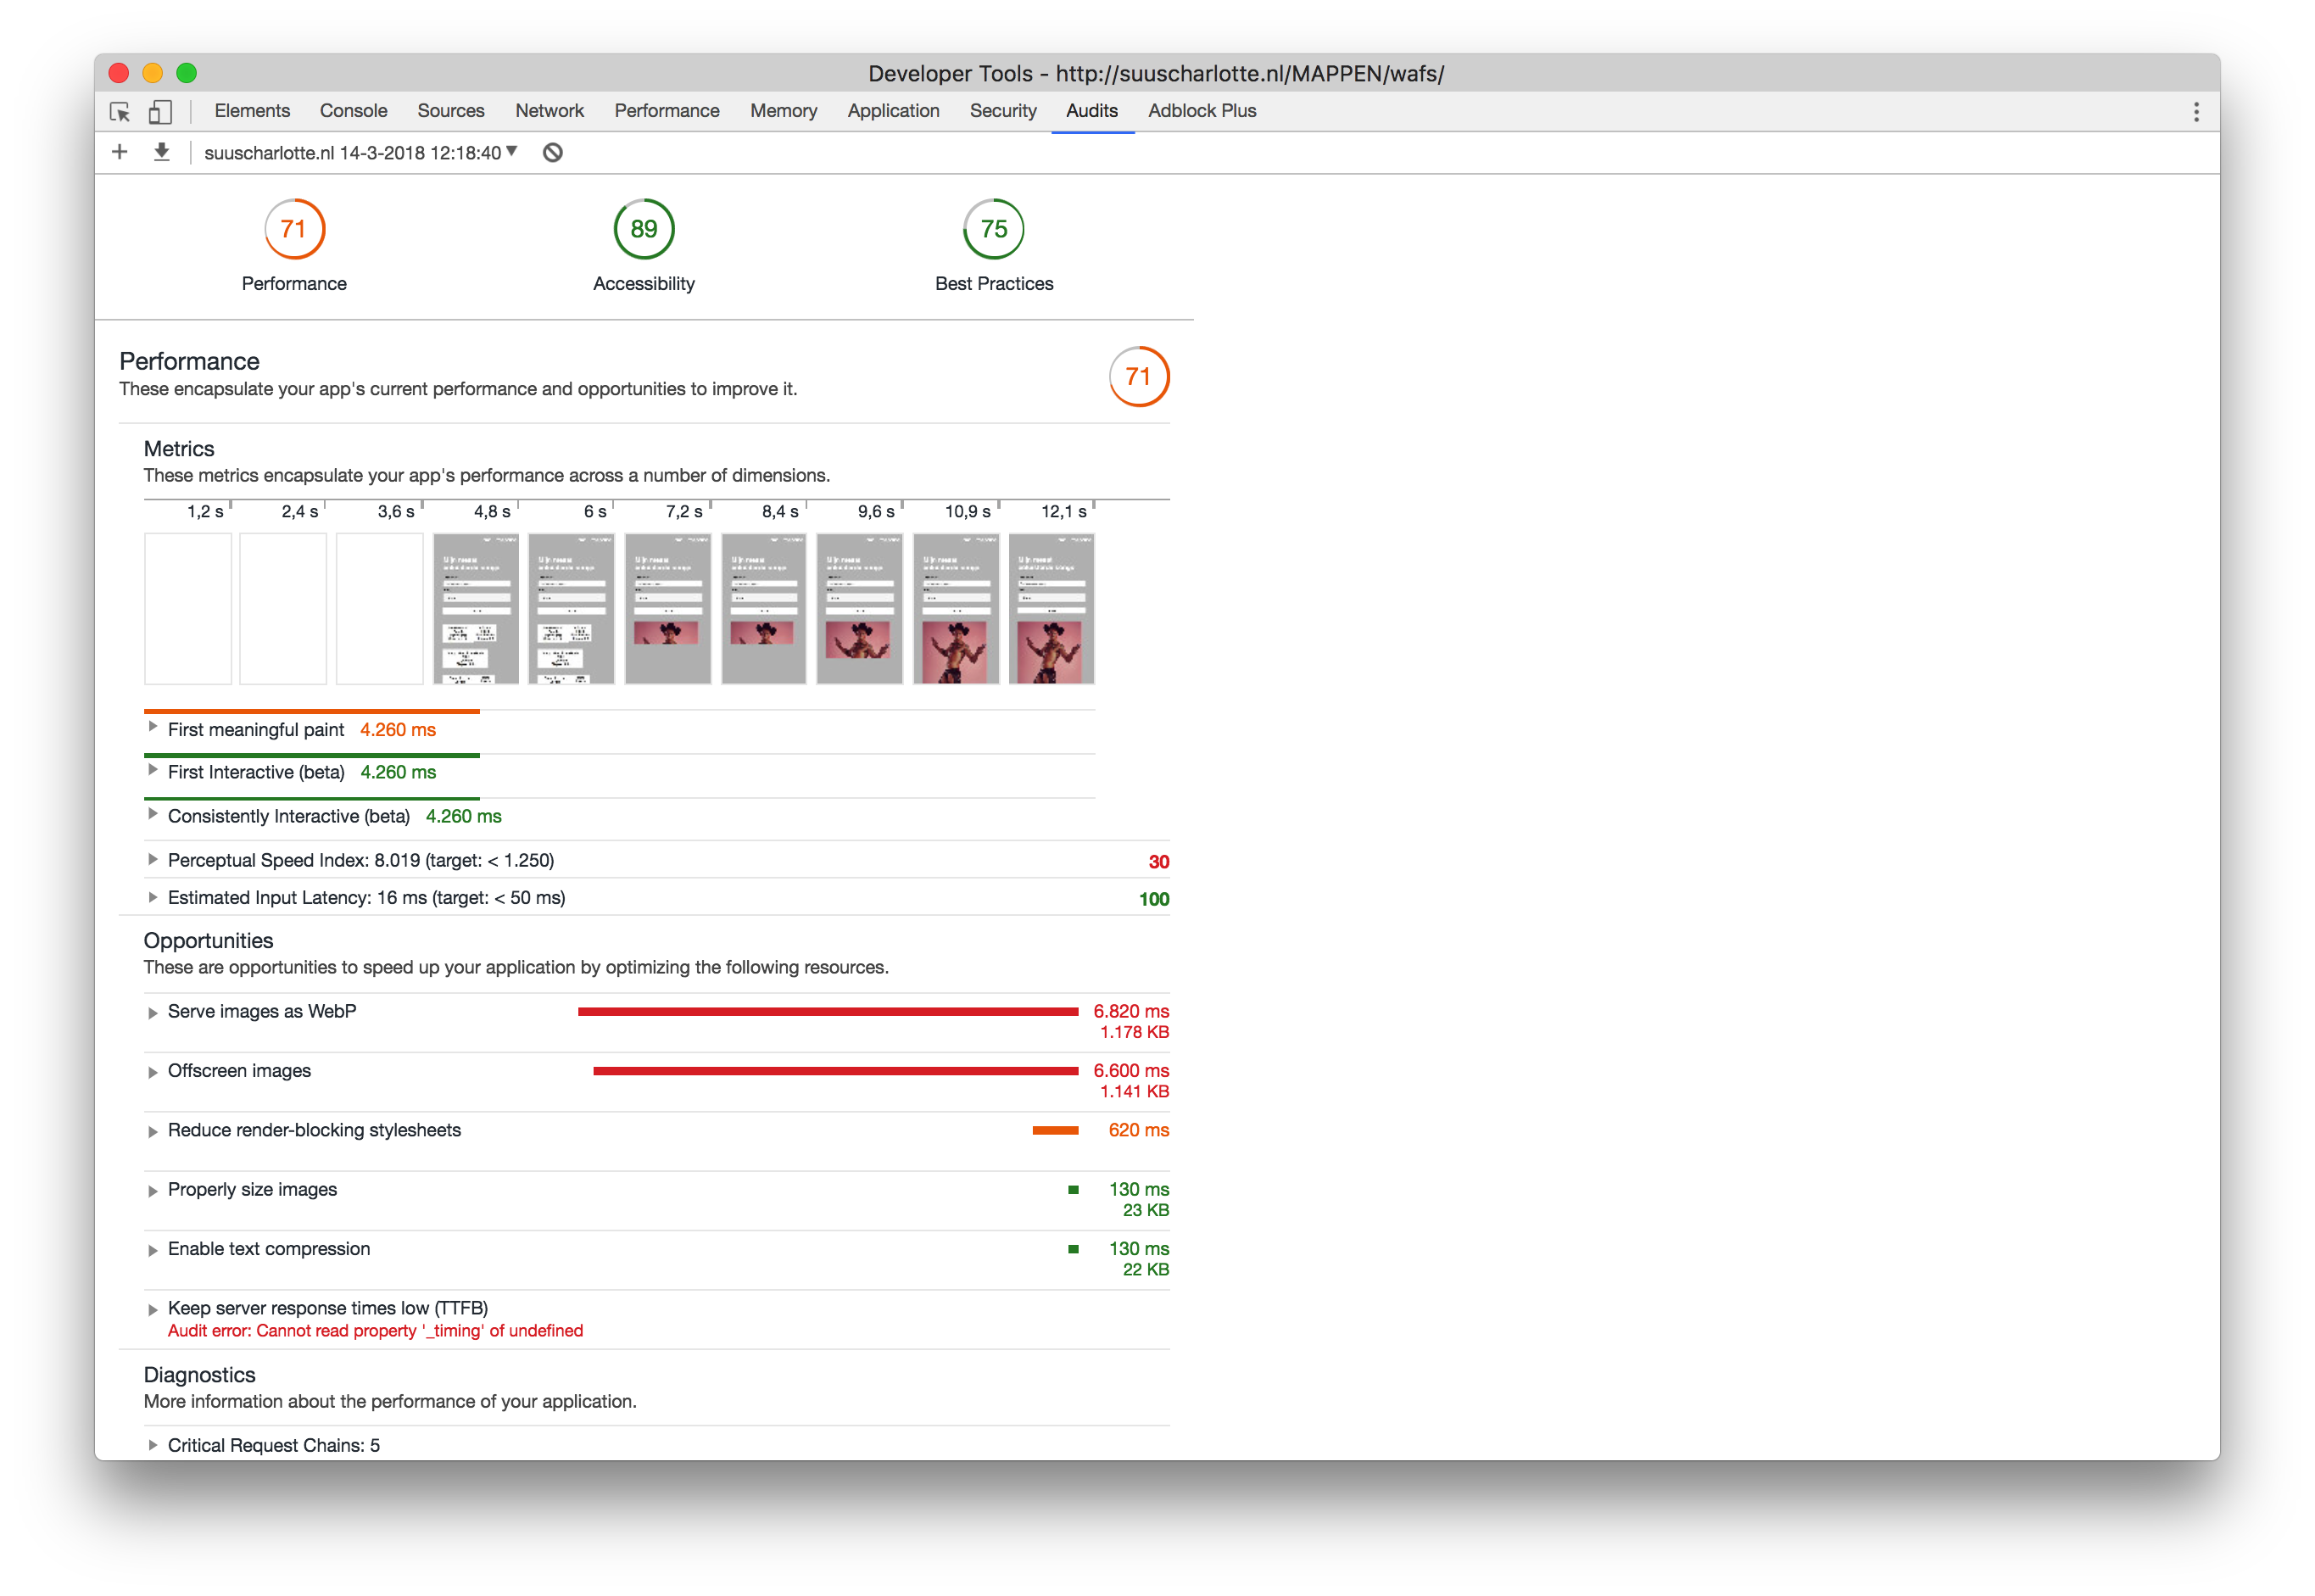 Developer Tools - http://suuscharlotte.nl/MAPPEN/wafs/
Elements Console Sources Network Performance Memory Application Security Audits Adblock Plus
suuscharlotte.nl 14-3-2018 12:18:40
71 89 75
Performance Accessibility Best Practices
Performance
71
These encapsulate your app's current performance and opportunities to improve it.
Metrics
These metrics encapsulate your app's performance across a number of dimensions.
1,2 s 2,4 s 3,6 s 4,8 s 6 s 7,2 s 8,4 s 9,6 s 10,9 s 12,1 s
First meaningful paint 4.260 ms
First Interactive (beta) 4.260 ms
Consistently Interactive (beta) 4.260 ms
Perceptual Speed Index: 8.019 (target: < 1.250) 30
Estimated Input Latency: 16 ms (target: < 50 ms) 100
Opportunities
These are opportunities to speed up your application by optimizing the following resources.
Serve images as WebP 6.820 ms
1.178 KB
Offscreen images 6.600 ms
1.141 KB
Reduce render-blocking stylesheets 620 ms
Properly size images 130 ms
23 KB
Enable text compression 130 ms
22 KB
Keep server response times low (TTFB)
Audit error: Cannot read property '_timing' of undefined
Diagnostics
More information about the performance of your application.
Critical Request Chains: 5